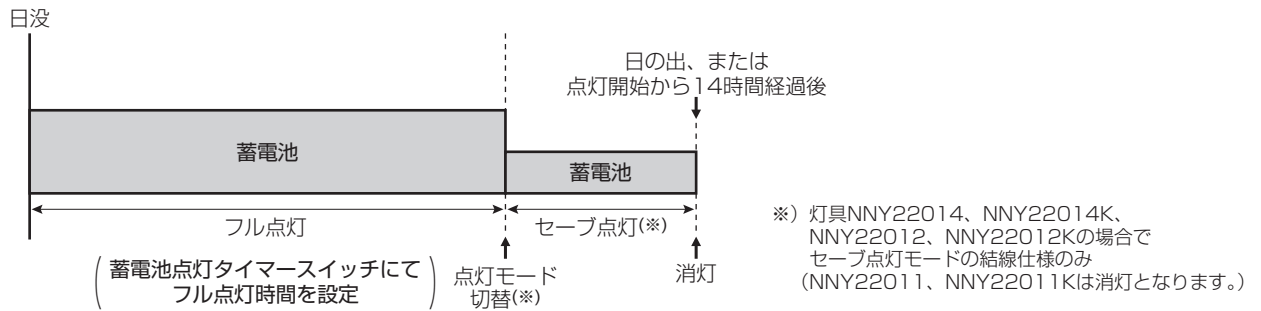 日没
日の出、または
点灯開始から14時間経過後
蓄電池
蓄電池
フル点灯
セーブ点灯(※)
蓄電池点灯タイマースイッチにて
フル点灯時間を設定
点灯モード
切替(※)
消灯
※）灯具NNY22014、NNY22014K、
NNY22012、NNY22012Kの場合で
セーブ点灯モードの結線仕様のみ
（NNY22011、NNY22011Kは消灯となります。）